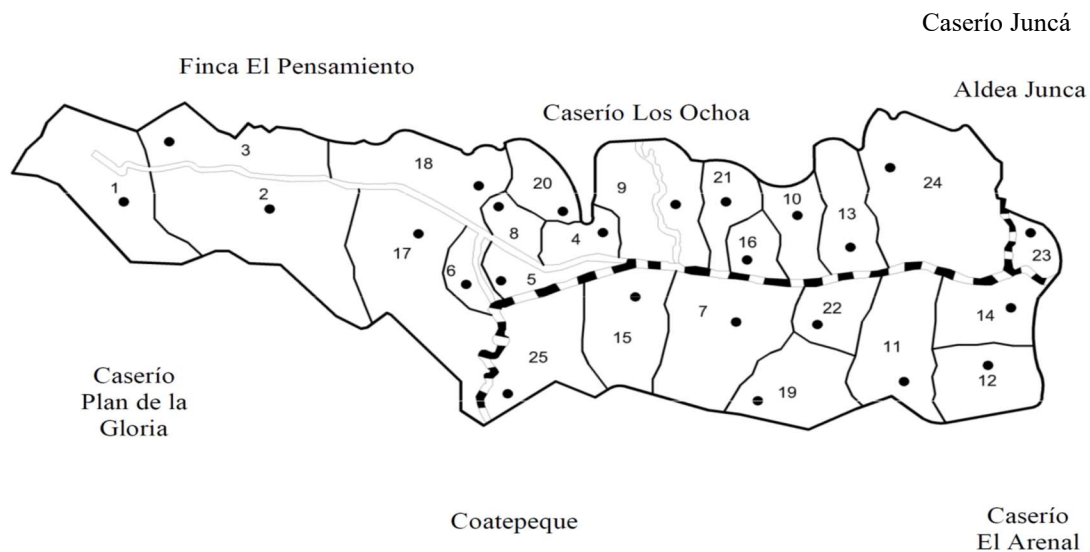 Caserío Juncá
Finca El Pensamiento
Aldea Junca
Caserío Los Ochoa
3
18
20
9
21
24
1
2
10
13
8
4
16
17
23
6
5
7
22
14
15
11
25
12
19
Caserío
Plan de la
Gloria
Coatepeque
Caserío
El Arenal